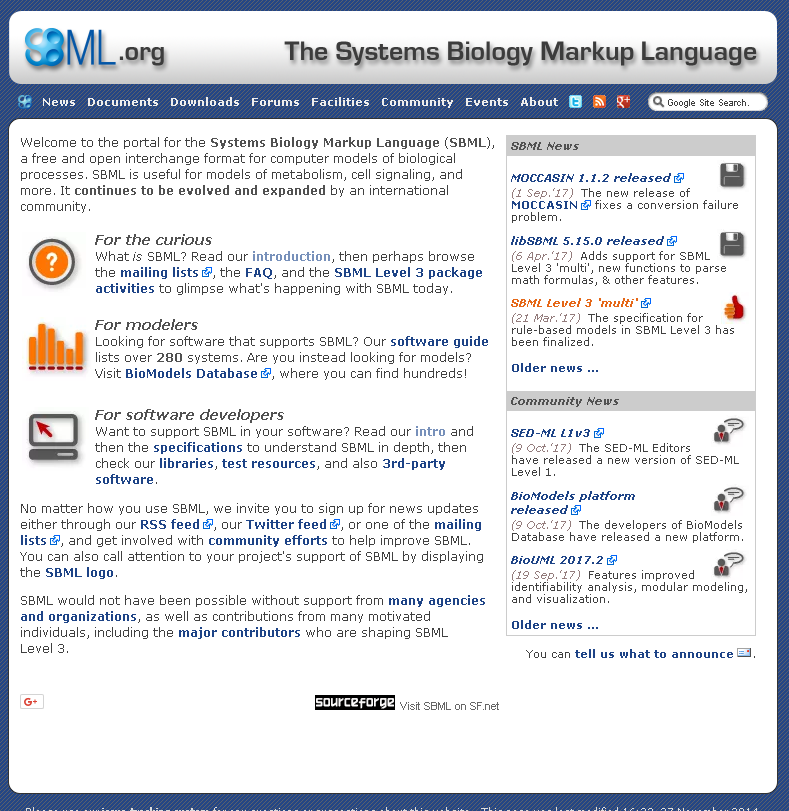 SBML.org
The Systems Biology Markup Language
News Documents Downloads Forums Facilities Community Events About
Google Site Search.
Welcome to the portal for the Systems Biology Markup Language (SBML),
a free and open interchange format for computer models of biological
processes. SBML is useful for models of metabolism, cell signaling, and
more. It continues to be evolved and expanded by an international
community.
For the curious
What is SBML? Read our introduction, then perhaps browse
the mailing lists, the FAQ, and the SBML Level 3 package
activities to glimpse what's happening with SBML today.
For modelers
Looking for software that supports SBML? Our software guide
lists over 280 systems. Are you instead looking for models?
Visit BioModels Database, where you can find hundreds!
For software developers
Want to support SBML in your software? Read our intro and
then the specifications to understand SBML in depth, then
check our libraries, test resources, and also 3rd-party
software.
No matter how you use SBML, we invite you to sign up for news updates
either through our RSS feed, our Twitter feed, or one of the mailing
lists, and get involved with community efforts to help improve SBML.
You can also call attention to your project's support of SBML by displaying
the SBML logo.
SBML would not have been possible without support from many agencies
and organizations, as well as contributions from many motivated
individuals, including the major contributors who are shaping SBML
Level 3.
SBML News
MOCCASIN 1.1.2 released
(1 Sep.'17) The new release of
MOCCASIN fixes a conversion failure
problem.
libSBML 5.15.0 released
(6 Apr.'17) Adds support for SBML
Level 3 'multi', new functions to parse
math formulas, & other features.
SBML Level 3 'multi'
(21 Mar.'17) The specification for
rule-based models in SBML Level 3 has
been finalized.
Older news ...
Community News
SED-ML L1v3
(9 Oct.'17) The SED-ML Editors
have released a new version of SED-ML
Level 1.
BioModels platform
released
(9 Oct.'17) The developers of BioModels
Database have released a new platform.
BioUML 2017.2
(19 Sep.'17) Features improved
identifiability analysis, modular modeling,
and visualization.
Older news ...
You can tell us what to announce.
G+
sourceforge Visit SBML on SF.net